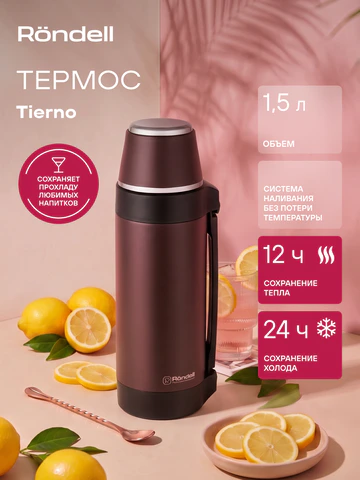 Röndell
ТЕРМОС
Tierno
СОХРАНЯЕТ
ПРОХЛАДУ
ЛЮБИМЫХ
НАПИТКОВ
1,5 л
ОБЪЕМ
СИСТЕМА
НАЛИВАНИЯ
БЕЗ ПОТЕРИ
ТЕМПЕРАТУРЫ
12 ч
СОХРАНЕНИЕ
ТЕПЛА
24 ч
СОХРАНЕНИЕ
ХОЛОДА
Röndell